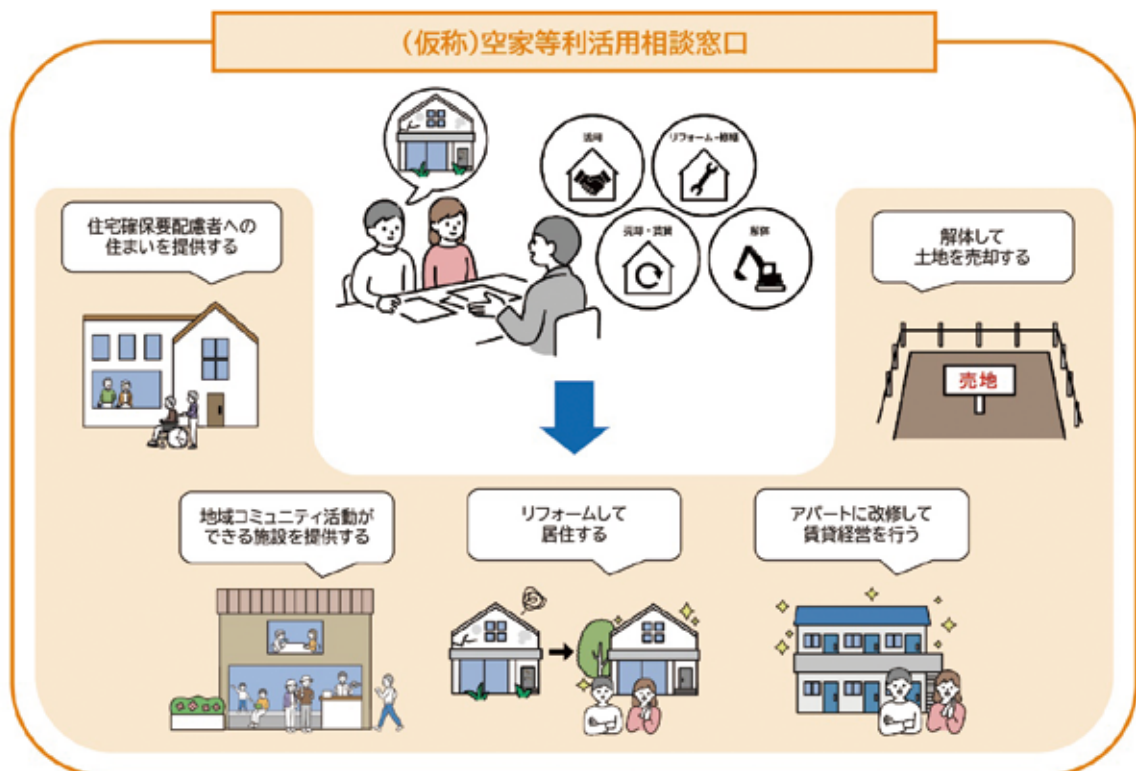 (仮称)空家等利活用相談窓口
活用
リフォーム・修繕
売却・賃貸
解体
住宅確保要配慮者への
住まいを提供する
解体して
土地を売却する
売地
地域コミュニティ活動が
できる施設を提供する
リフォームして
居住する
アパートに改修して
賃貸経営を行う